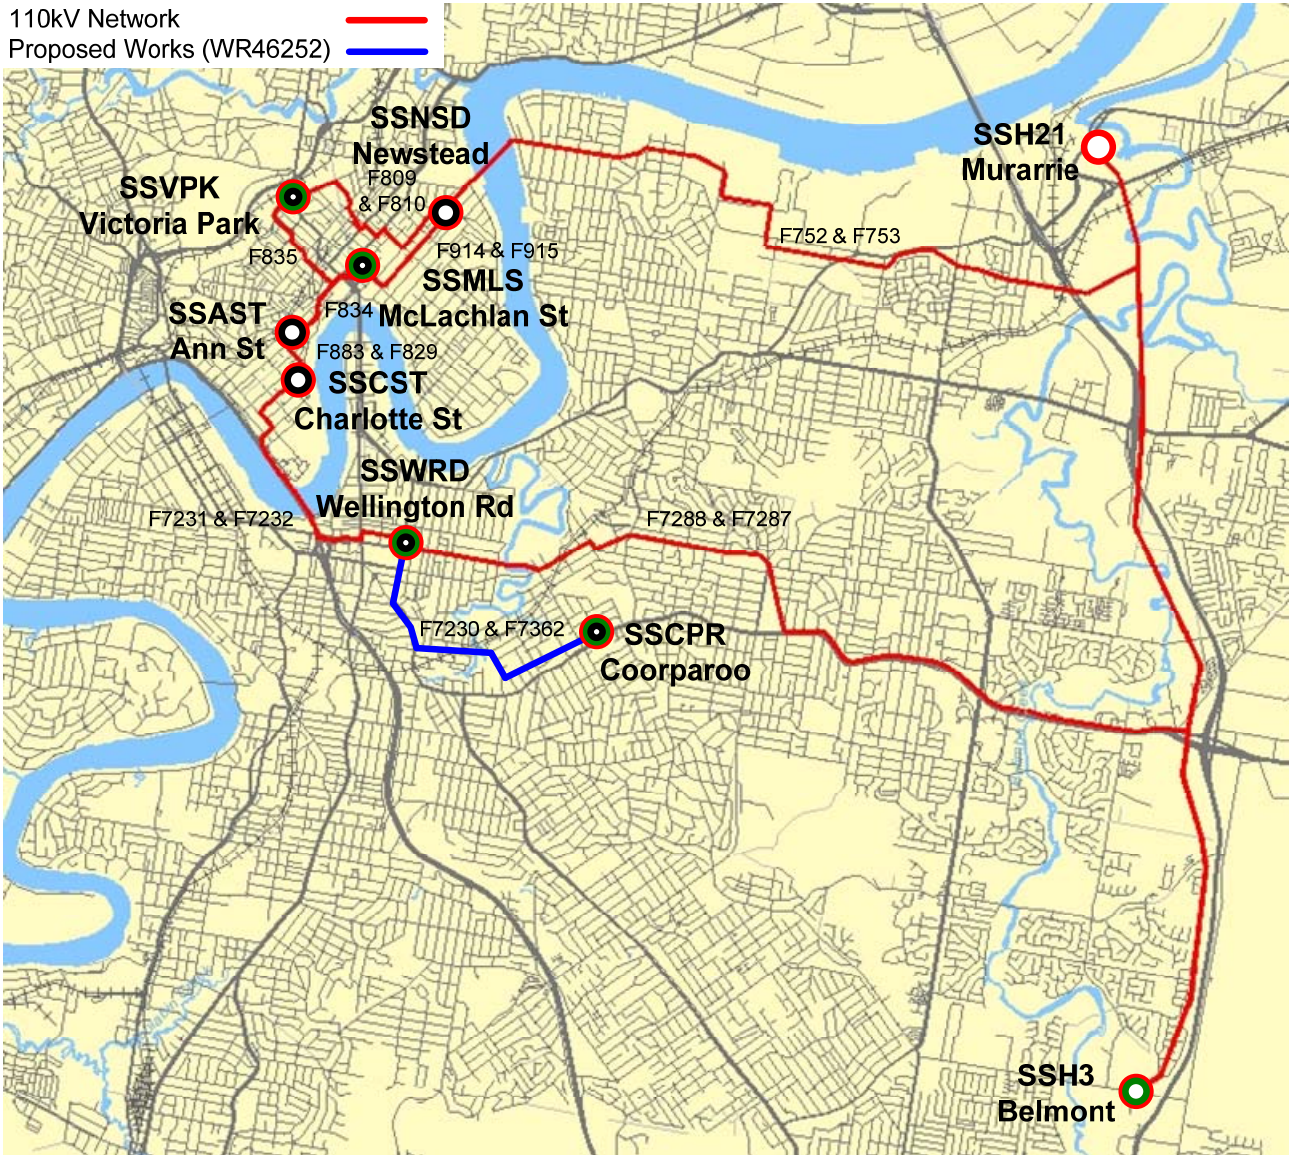 110kV Network
Proposed Works (WR46252)
SSNSD
Newstead
SSH21
Murarrie
F809
& F810
SSVPK
Victoria Park
F835
F914 & F915
F752 & F753
SSMLS
McLachlan St
SSAST
Ann St
F834
F883 & F829
SSCST
Charlotte St
SSWRD
Wellington Rd
F7231 & F7232
F7288 & F7287
F7230 & F7362
SSCPR
Coorparoo
SSH3
Belmont